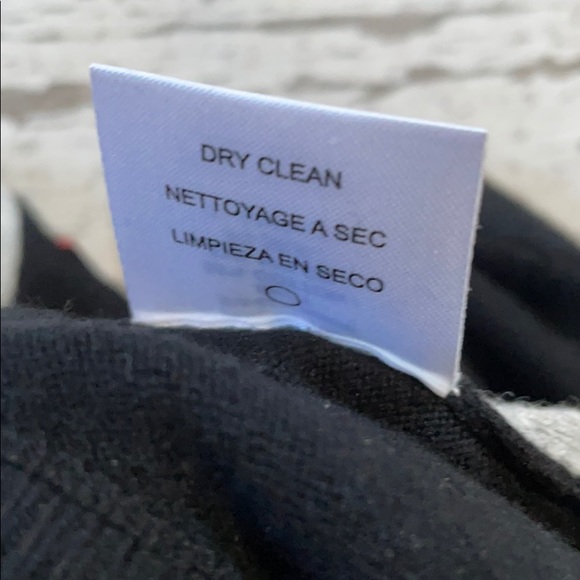 DRY CLEAN
NETTOYAGE A SEC
LIMPIEZA EN SECO